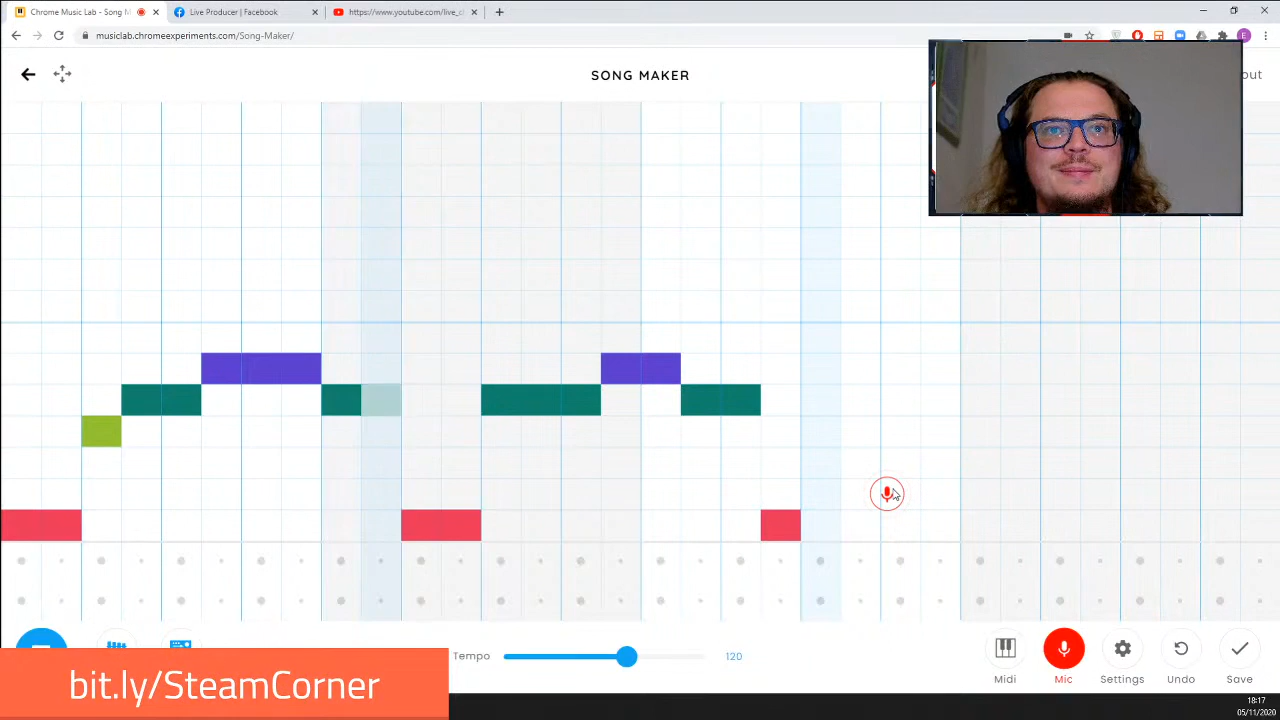 Chrome Music Lab - Song M
Live Producer | Facebook
https://www.youtube.com/live_c
musiclab.chromeexperiments.com/Song-Maker/
SONG MAKER
out
Tempo
120
Midi
Mic
Settings
Undo
Save
bit.ly/SteamCorner
18:17
05/11/2020